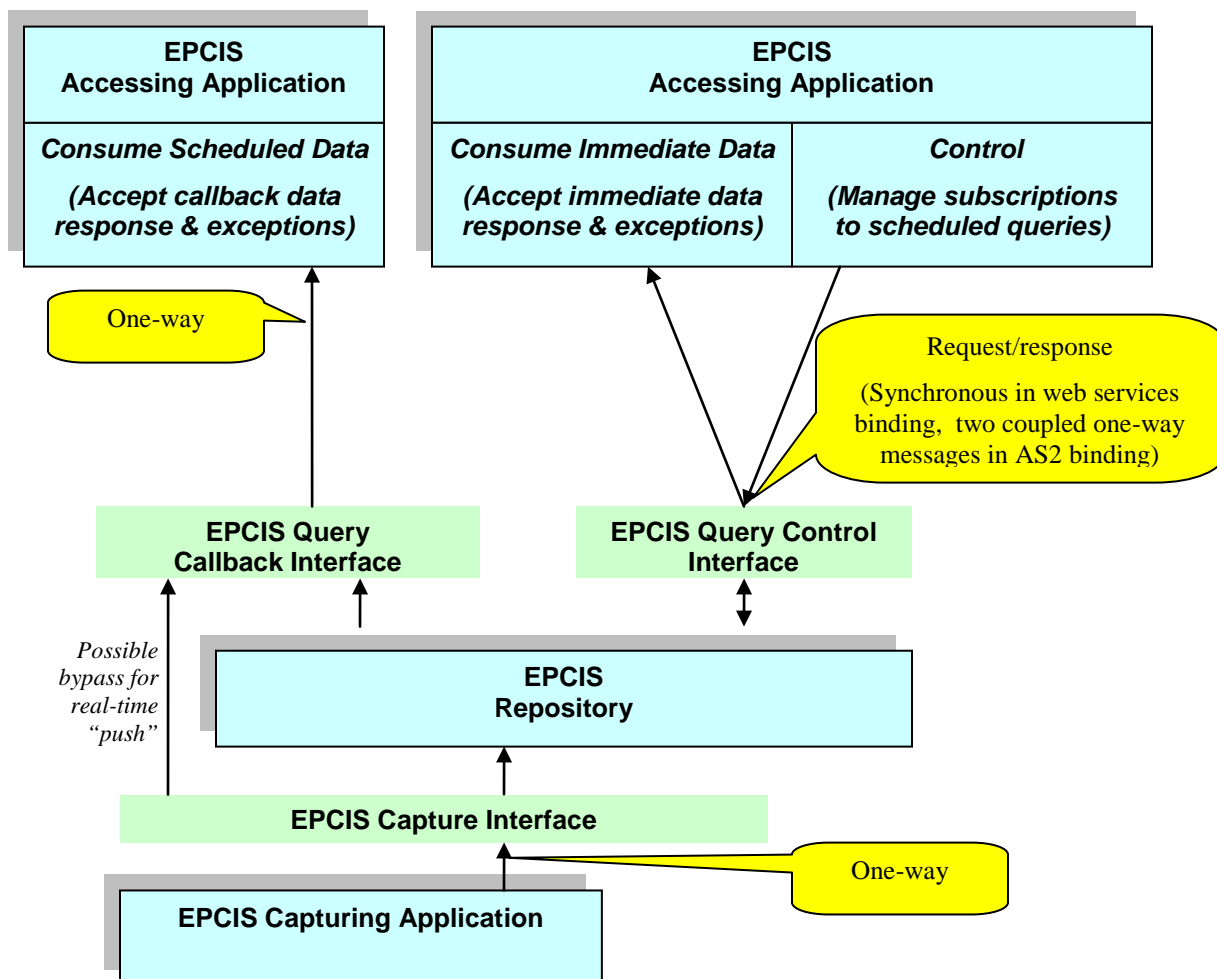 EPCIS
Accessing Application
Consume Scheduled Data
(Accept callback data
response & exceptions)
EPCIS
Accessing Application
Consume Immediate Data
(Accept immediate data
response & exceptions)
Control
(Manage subscriptions
to scheduled queries)
One-way
Request/response
(Synchronous in web services
binding, two coupled one-way
messages in AS2 binding)
EPCIS Query
Callback Interface
EPCIS Query Control
Interface
Possible
bypass for
real-time
“push”
EPCIS
Repository
EPCIS Capture Interface
One-way
EPCIS Capturing Application